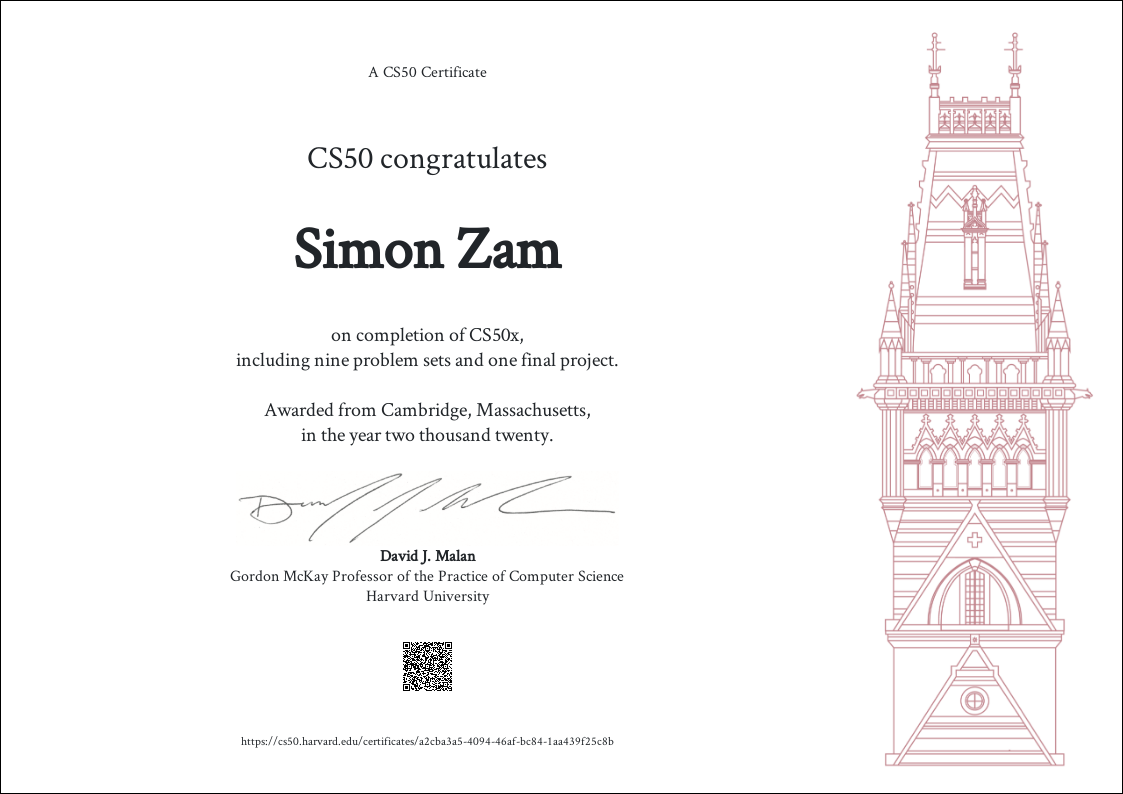 A CS50 Certificate
CS50 congratulates
Simon Zam
on completion of CS50x,
including nine problem sets and one final project.
Awarded from Cambridge, Massachusetts,
in the year two thousand twenty.
David J. Malan
Gordon McKay Professor of the Practice of Computer Science
Harvard University
https://cs50.harvard.edu/certificates/a2cba3a5-4094-46af-bc84-1aa439f25c8b